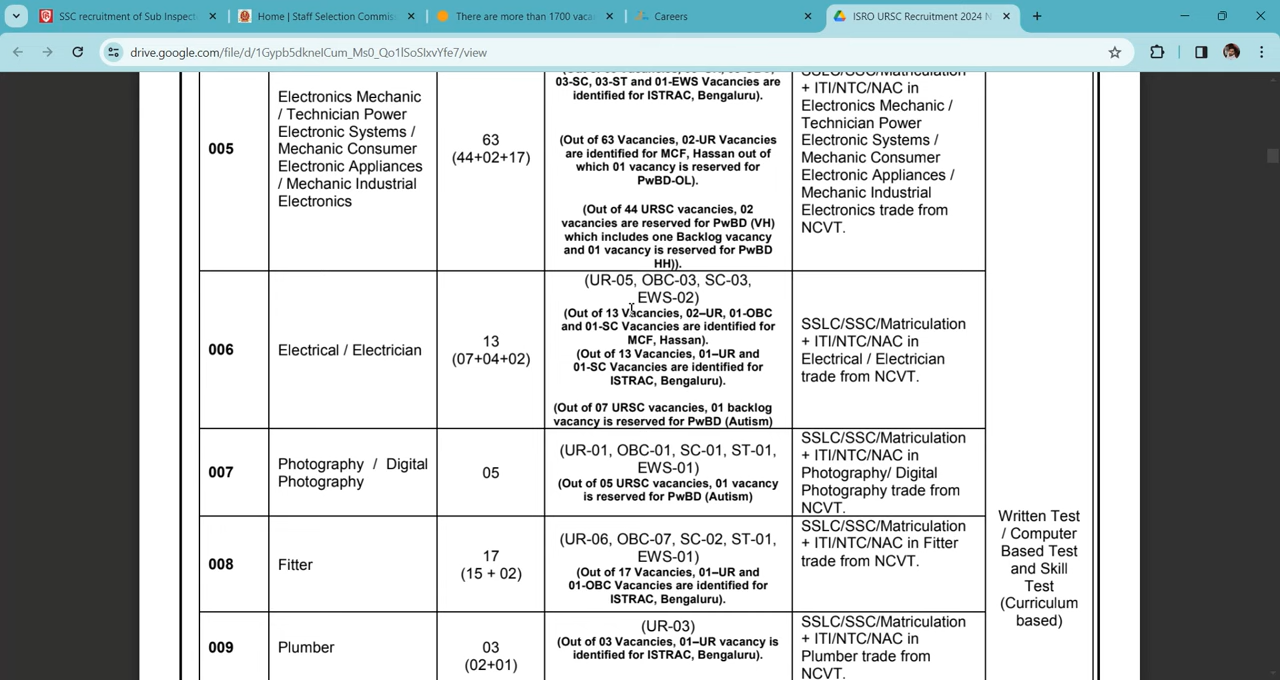 SSC recruitment of Sub Inspect
Home | Staff Selection Commis
There are more than 1700 vaca
Careers
ISRO URSC Recruitment 2024 N
drive.google.com/file/d/1Gypb5dknelCum_Ms0_Qo1lSoSlxvYfe7/view
03-SC, 03-ST and 01-EWS Vacancies are
identified for ISTRAC, Bengaluru).
(Out of 63 Vacancies, 02-UR Vacancies
are identified for MCF, Hassan out of
which 01 vacancy is reserved for
PwBD-OL).
(Out of 44 URSC vacancies, 02
vacancies are reserved for PwBD (VH)
which includes one Backlog vacancy
and 01 vacancy is reserved for PwBD
HH)).
005
Electronics Mechanic
/ Technician Power
Electronic Systems /
Mechanic Consumer
Electronic Appliances
/ Mechanic Industrial
Electronics
63
(44+02+17)
SSLC/SSC/Matriculation
+ ITI/NTC/NAC in
Electronics Mechanic /
Technician Power
Electronic Systems /
Mechanic Consumer
Electronic Appliances /
Mechanic Industrial
Electronics trade from
NCVT.
006
Electrical / Electrician
13
(07+04+02)
(UR-05, OBC-03, SC-03,
EWS-02)
(Out of 13 Vacancies, 02–UR, 01-OBC
and 01-SC Vacancies are identified for
MCF, Hassan).
(Out of 13 Vacancies, 01–UR and
01-SC Vacancies are identified for
ISTRAC, Bengaluru).
(Out of 07 URSC vacancies, 01 backlog
vacancy is reserved for PwBD (Autism)
SSLC/SSC/Matriculation
+ ITI/NTC/NAC in
Electrical / Electrician
trade from NCVT.
007
Photography / Digital
Photography
05
(UR-01, OBC-01, SC-01, ST-01,
EWS-01)
(Out of 05 URSC vacancies, 01 vacancy
is reserved for PwBD (Autism)
SSLC/SSC/Matriculation
+ ITI/NTC/NAC in
Photography/ Digital
Photography trade from
NCVT.
008
Fitter
17
(15 + 02)
(UR-06, OBC-07, SC-02, ST-01,
EWS-01)
(Out of 17 Vacancies, 01–UR and
01-OBC Vacancies are identified for
ISTRAC, Bengaluru).
SSLC/SSC/Matriculation
+ ITI/NTC/NAC in Fitter
trade from NCVT.
009
Plumber
03
(02+01)
(UR-03)
(Out of 03 Vacancies, 01–UR vacancy is
identified for ISTRAC, Bengaluru).
SSLC/SSC/Matriculation
+ ITI/NTC/NAC in
Plumber trade from
NCVT.
Written Test
/ Computer
Based Test
and Skill
Test
(Curriculum
based)